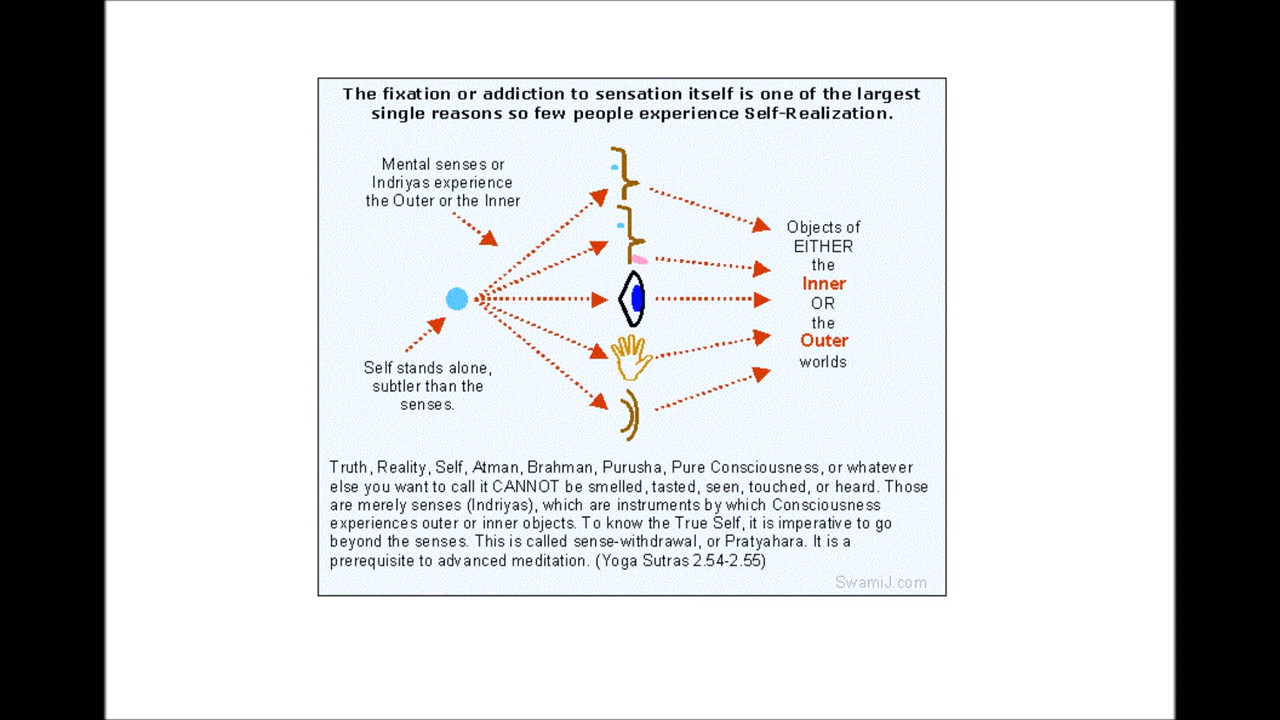 The fixation or addiction to sensation itself is one of the largest
single reasons so few people experience Self-Realization.
Mental senses or
Indriyas experience
the Outer or the Inner
Objects of
EITHER
the
Inner
OR
the
Outer
worlds
Self stands alone,
subtler than the
senses.
Truth, Reality, Self, Atman, Brahman, Purusha, Pure Consciousness, or whatever
else you want to call it CANNOT be smelled, tasted, seen, touched, or heard. Those
are merely senses (Indriyas), which are instruments by which Consciousness
experiences outer or inner objects. To know the True Self, it is imperative to go
beyond the senses. This is called sense-withdrawal, or Pratyahara. It is a
prerequisite to advanced meditation. (Yoga Sutras 2.54-2.55)
SwamiJ.com